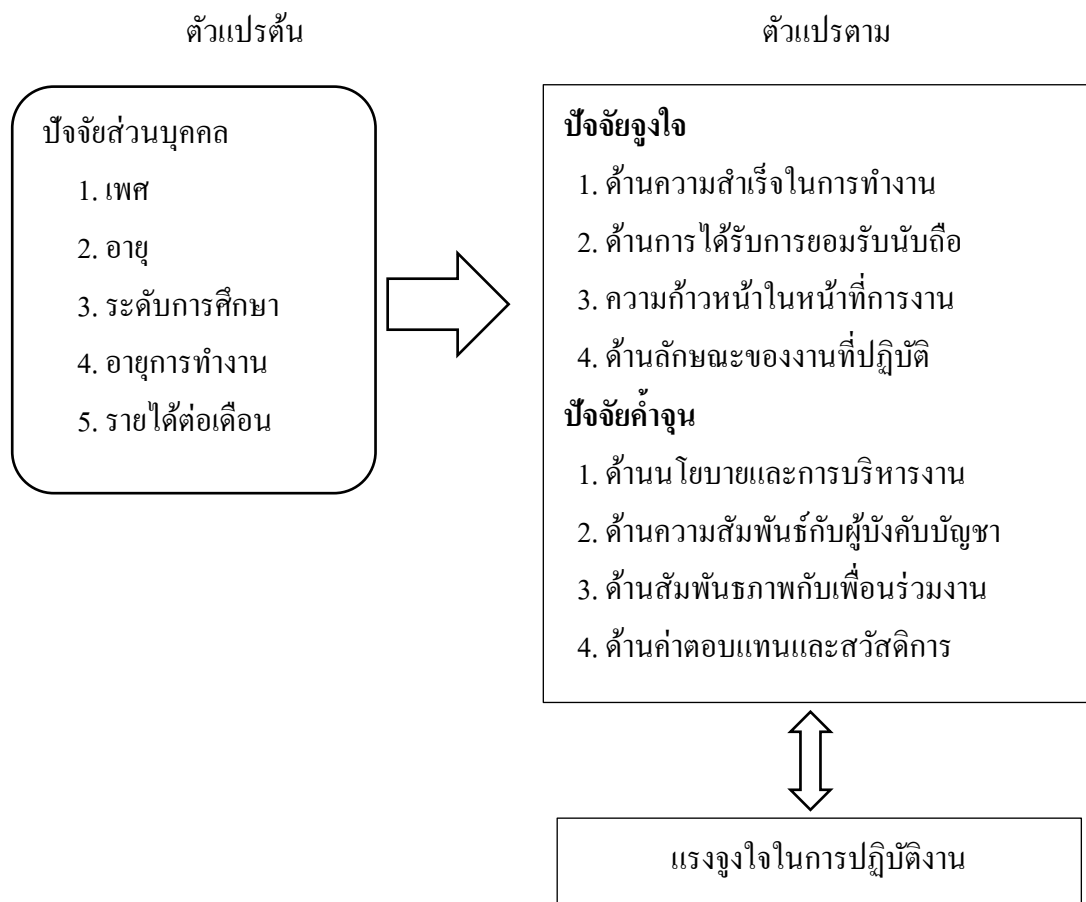 ตัวแปรต้น
ตัวแปรตาม
ปัจจัยส่วนบุคคล
1. เพศ
2. อายุ
3. ระดับการศึกษา
4. อายุการทำงาน
5. รายได้ต่อเดือน
ปัจจัยจูงใจ
1. ด้านความสำเร็จในการทำงาน
2. ด้านการได้รับการยอมรับนับถือ
3. ความก้าวหน้าในหน้าที่การงาน
4. ด้านลักษณะของงานที่ปฏิบัติ
ปัจจัยค้ำจุน
1. ด้านนโยบายและการบริหารงาน
2. ด้านความสัมพันธ์กับผู้บังคับบัญชา
3. ด้านสัมพันธภาพกับเพื่อนร่วมงาน
4. ด้านค่าตอบแทนและสวัสดิการ
แรงจูงใจในการปฏิบัติงาน